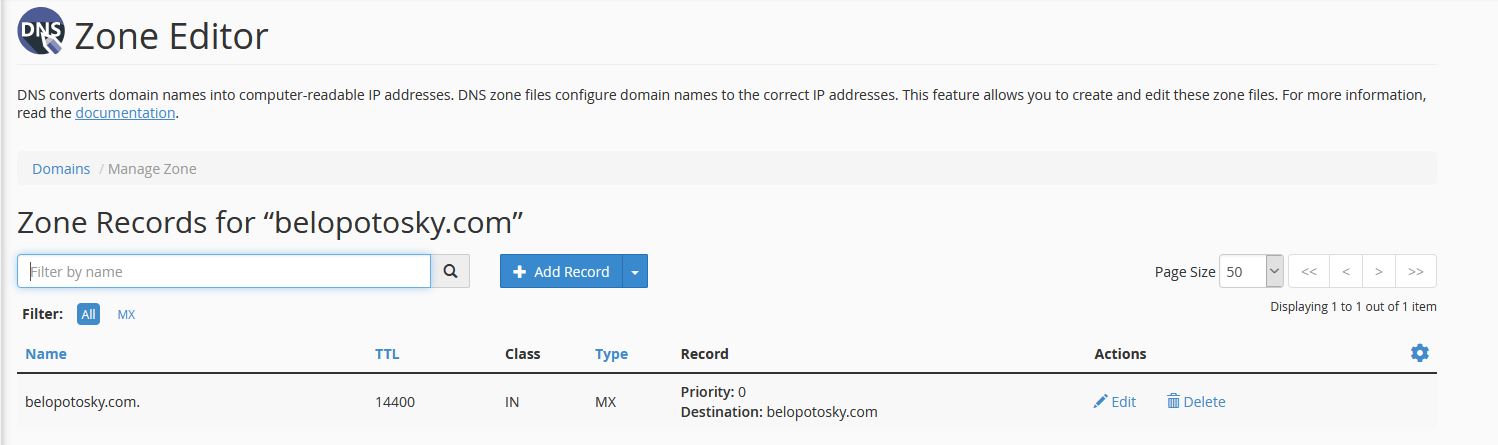 DNS
Zone Editor
DNS converts domain names into computer-readable IP addresses. DNS zone files configure domain names to the correct IP addresses. This feature allows you to create and edit these zone files. For more information,
read the documentation.
Domains / Manage Zone
Zone Records for “belopotosky.com”
Filter by name
Add Record
Page Size 50 << < > >>
Filter: All MX
Displaying 1 to 1 out of 1 item
Name TTL Class Type Record Actions
belopotosky.com. 14400 IN MX Priority: 0
Destination: belopotosky.com
Edit Delete